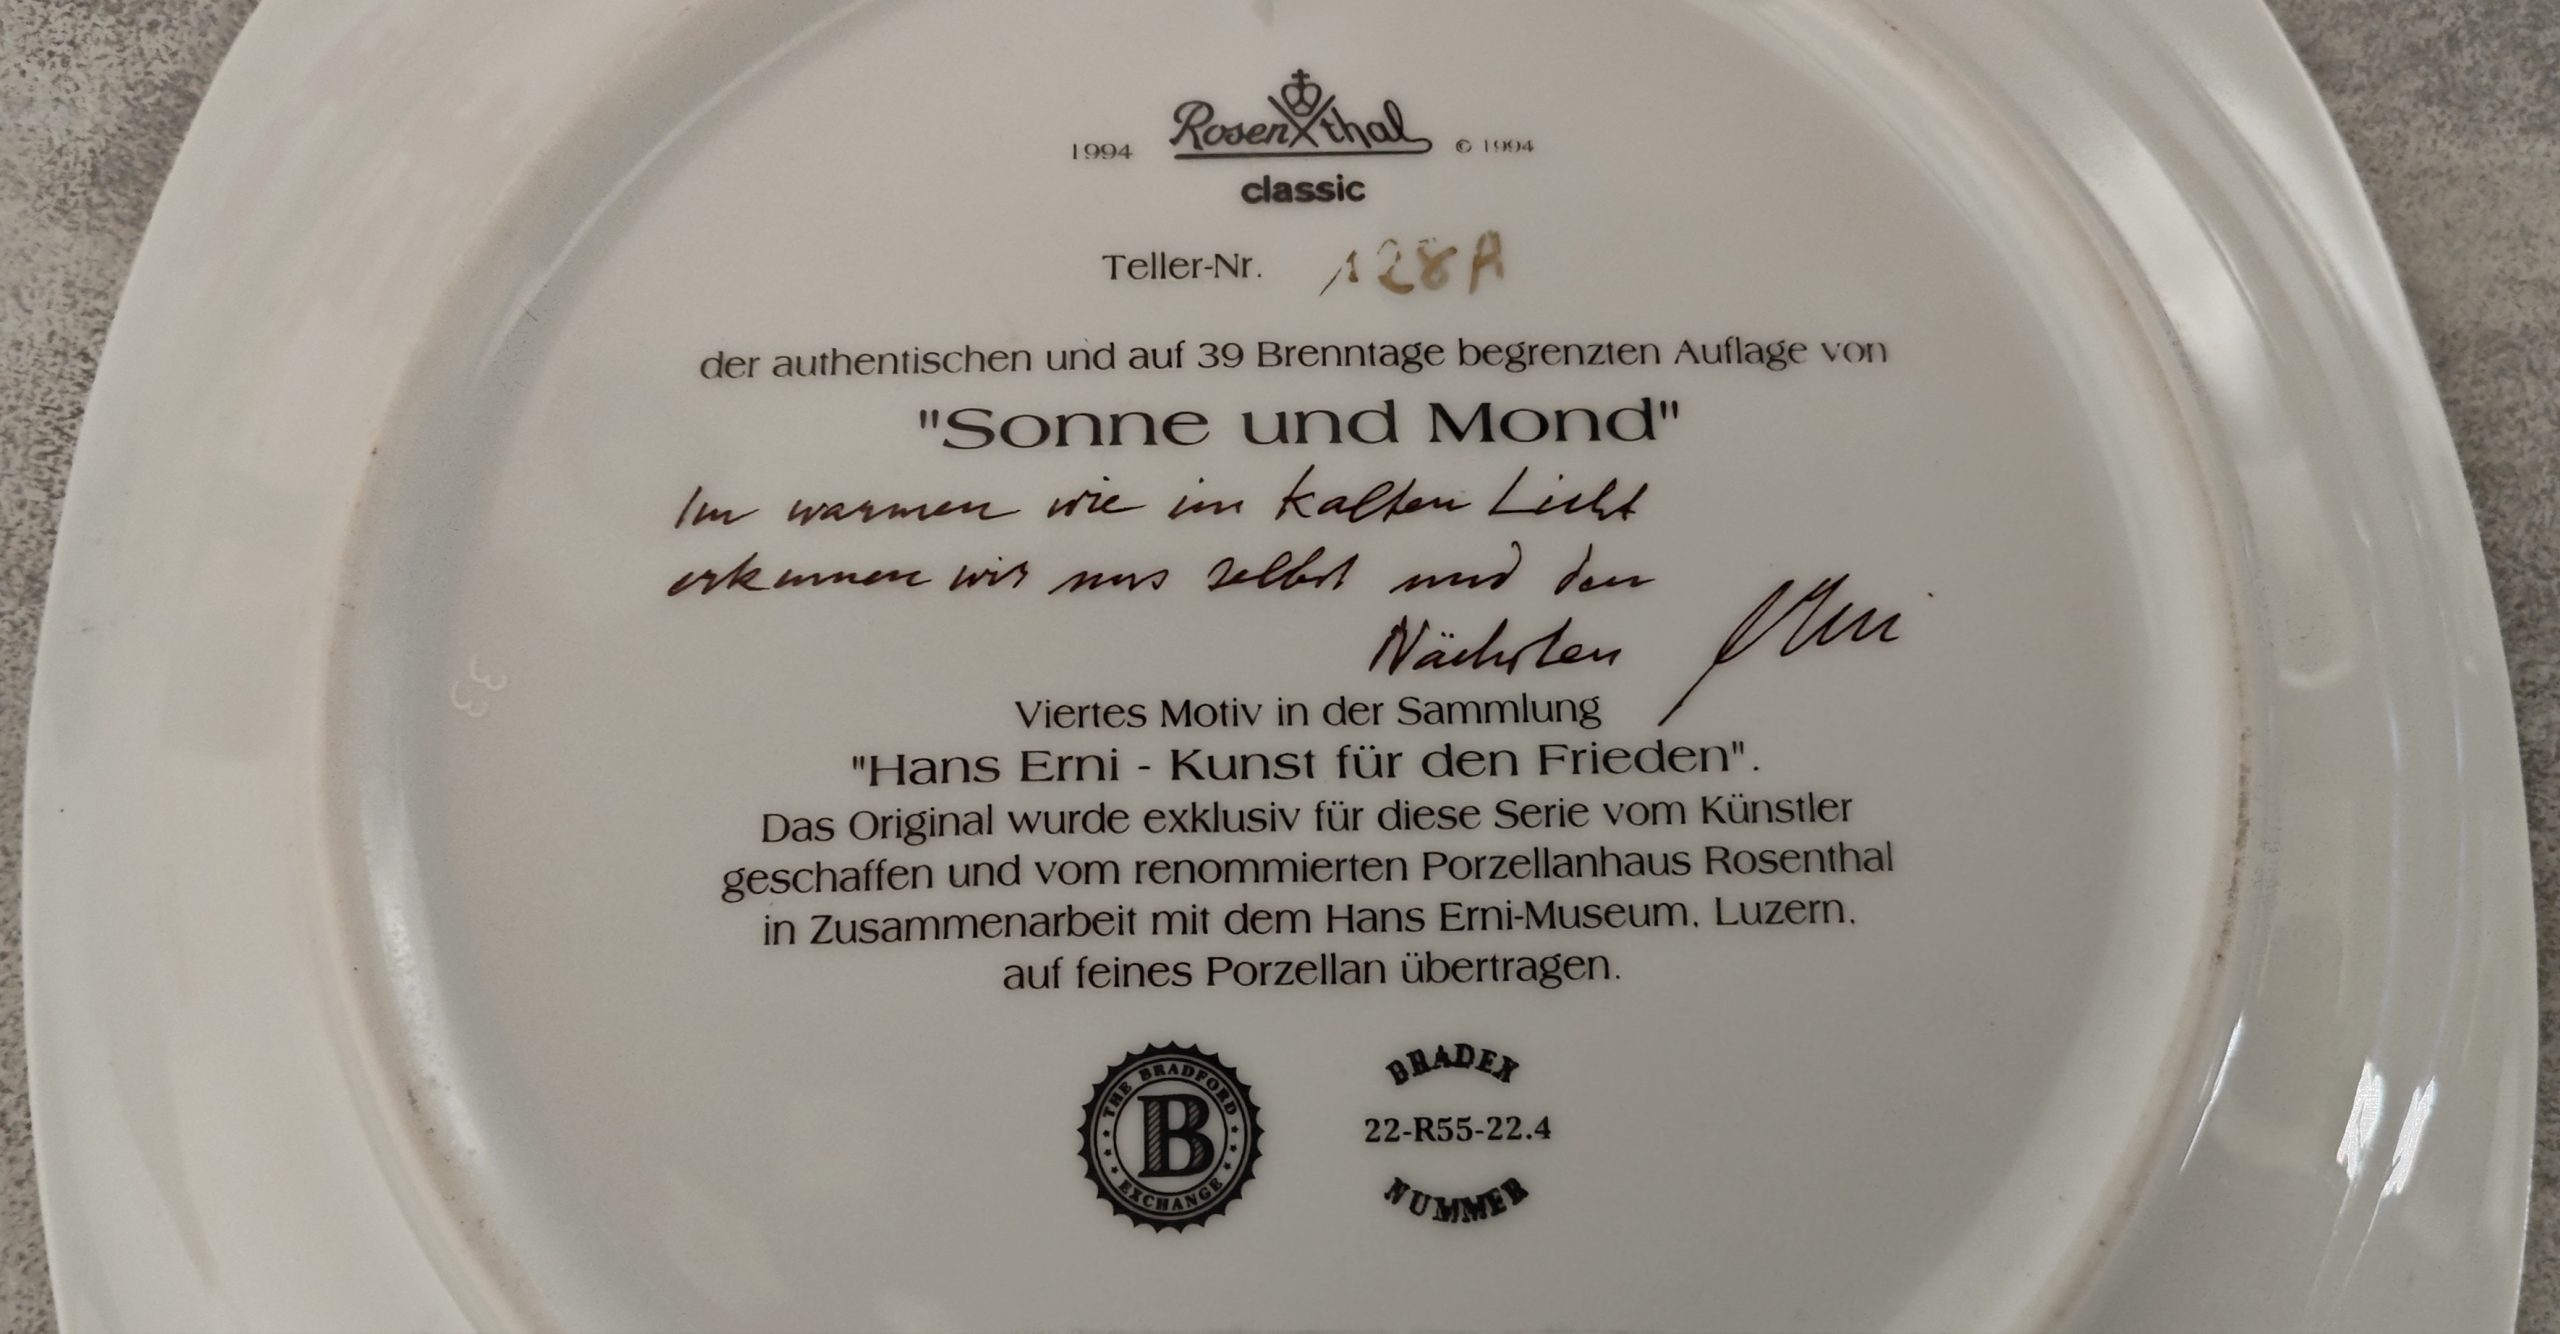 1994 Rosenthal © 1994
classic
Teller-Nr. 128A
der authentischen und auf 39 Brenntage begrenzten Auflage von
"Sonne und Mond"
Im warmen wie im kalten Licht
erkennen wir uns selbst und den
Nächsten Erni
Viertes Motiv in der Sammlung
"Hans Erni - Kunst für den Frieden".
Das Original wurde exklusiv für diese Serie vom Künstler
geschaffen und vom renommierten Porzellanhaus Rosenthal
in Zusammenarbeit mit dem Hans Erni-Museum, Luzern,
auf feines Porzellan übertragen.
THE BRADFORD
B
EXCHANGE
BRADEX
22-R55-22.4
NUMMER
33